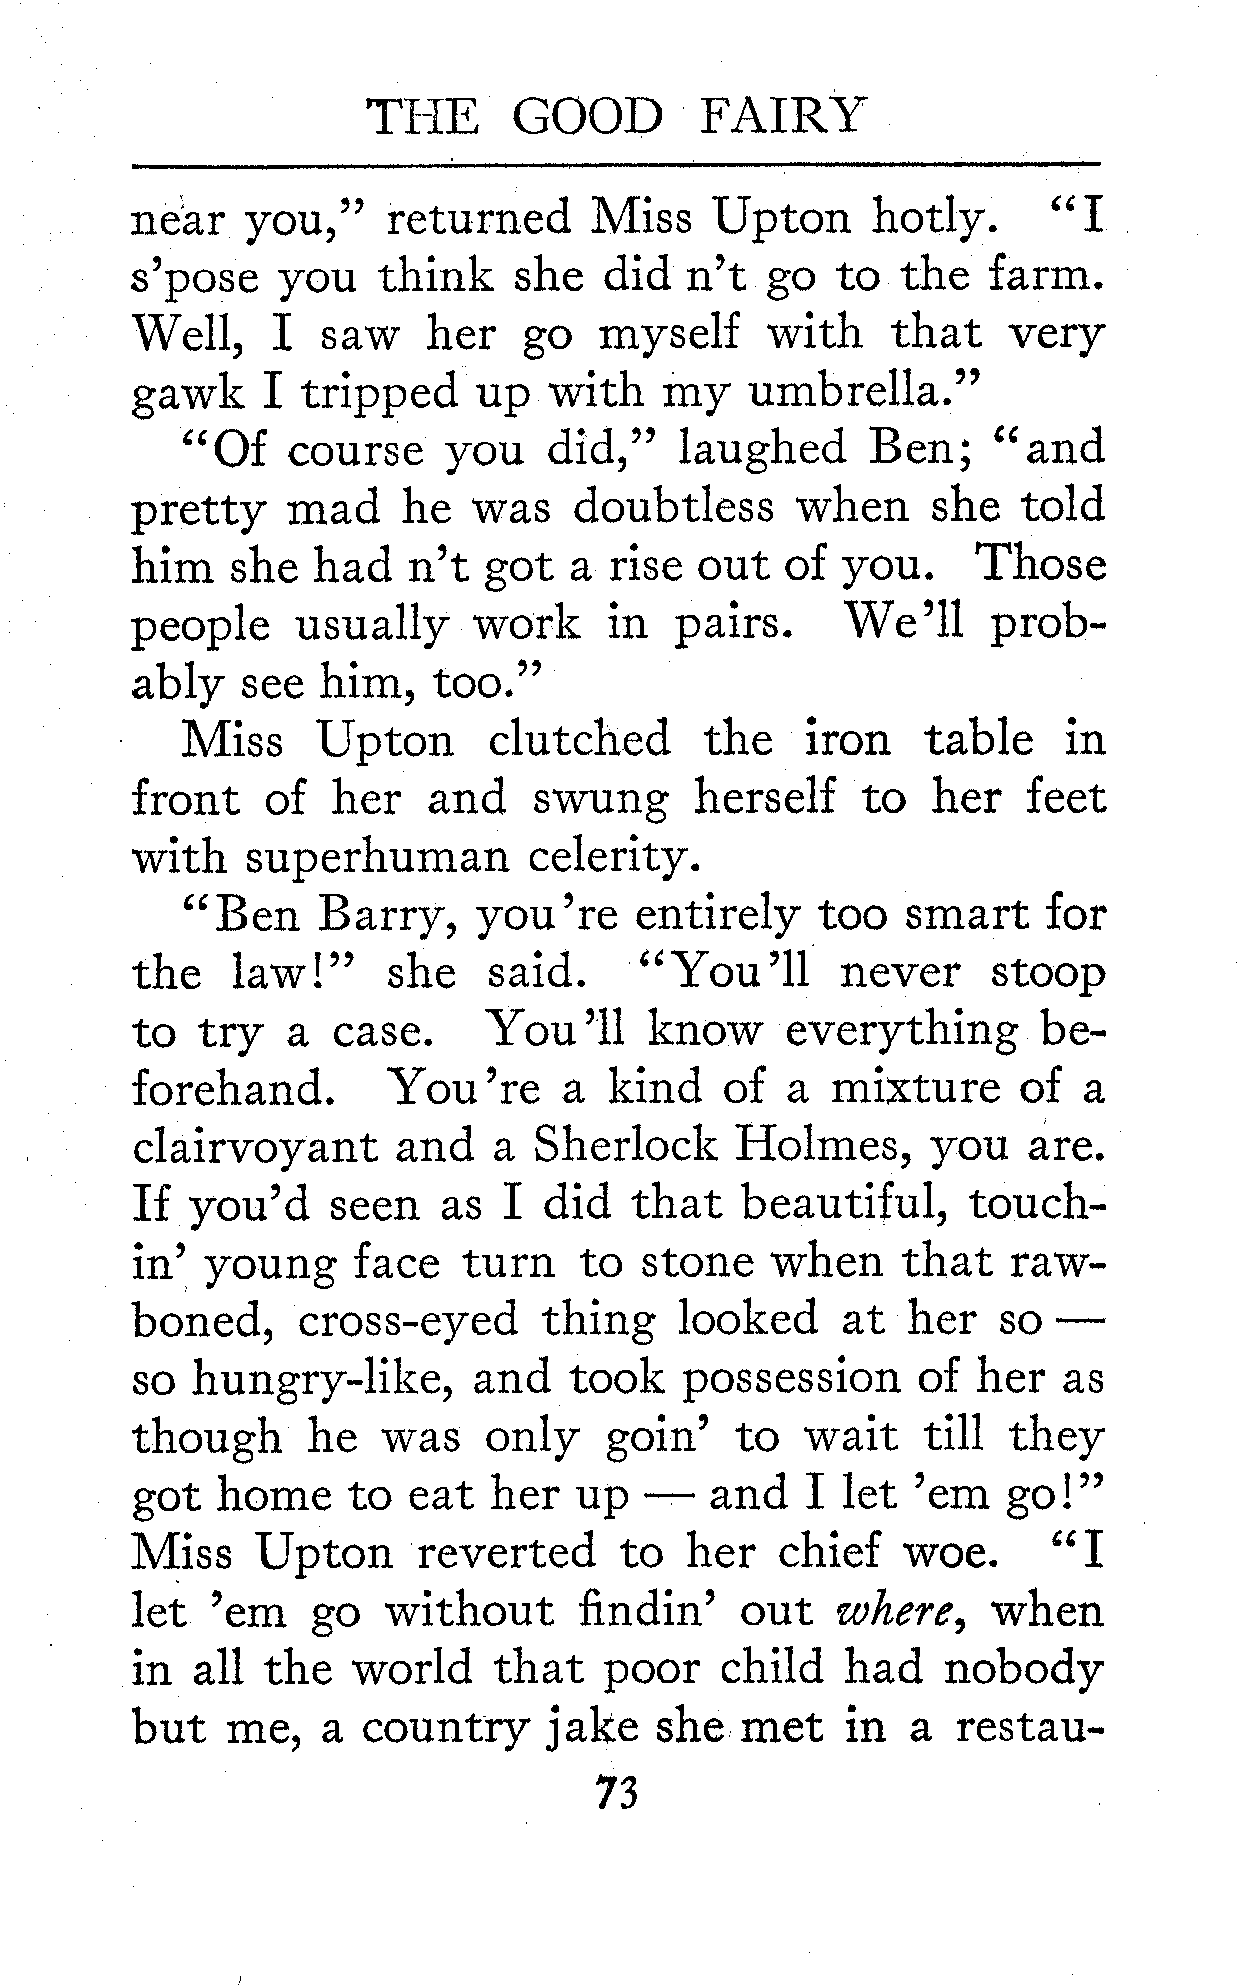 THE GOOD FAIRY
near you,” returned Miss Upton hotly. “I
s’pose you think she did n’t go to the farm.
Well, I saw her go myself with that very
gawk I tripped up with my umbrella.”
“Of course you did,” laughed Ben; “and
pretty mad he was doubtless when she told
him she had n’t got a rise out of you. Those
people usually work in pairs. We’ll prob-
ably see him, too.”
Miss Upton clutched the iron table in
front of her and swung herself to her feet
with superhuman celerity.
“Ben Barry, you’re entirely too smart for
the law!” she said. “You’ll never stoop
to try a case. You’ll know everything be-
forehand. You’re a kind of a mixture of a
clairvoyant and a Sherlock Holmes, you are.
If you’d seen as I did that beautiful, touch-
in’ young face turn to stone when that raw-
boned, cross-eyed thing looked at her so —
so hungry-like, and took possession of her as
though he was only goin’ to wait till they
got home to eat her up — and I let ’em go!”
Miss Upton reverted to her chief woe. “I
let ’em go without findin’ out where, when
in all the world that poor child had nobody
but me, a country jake she met in a restau-
73